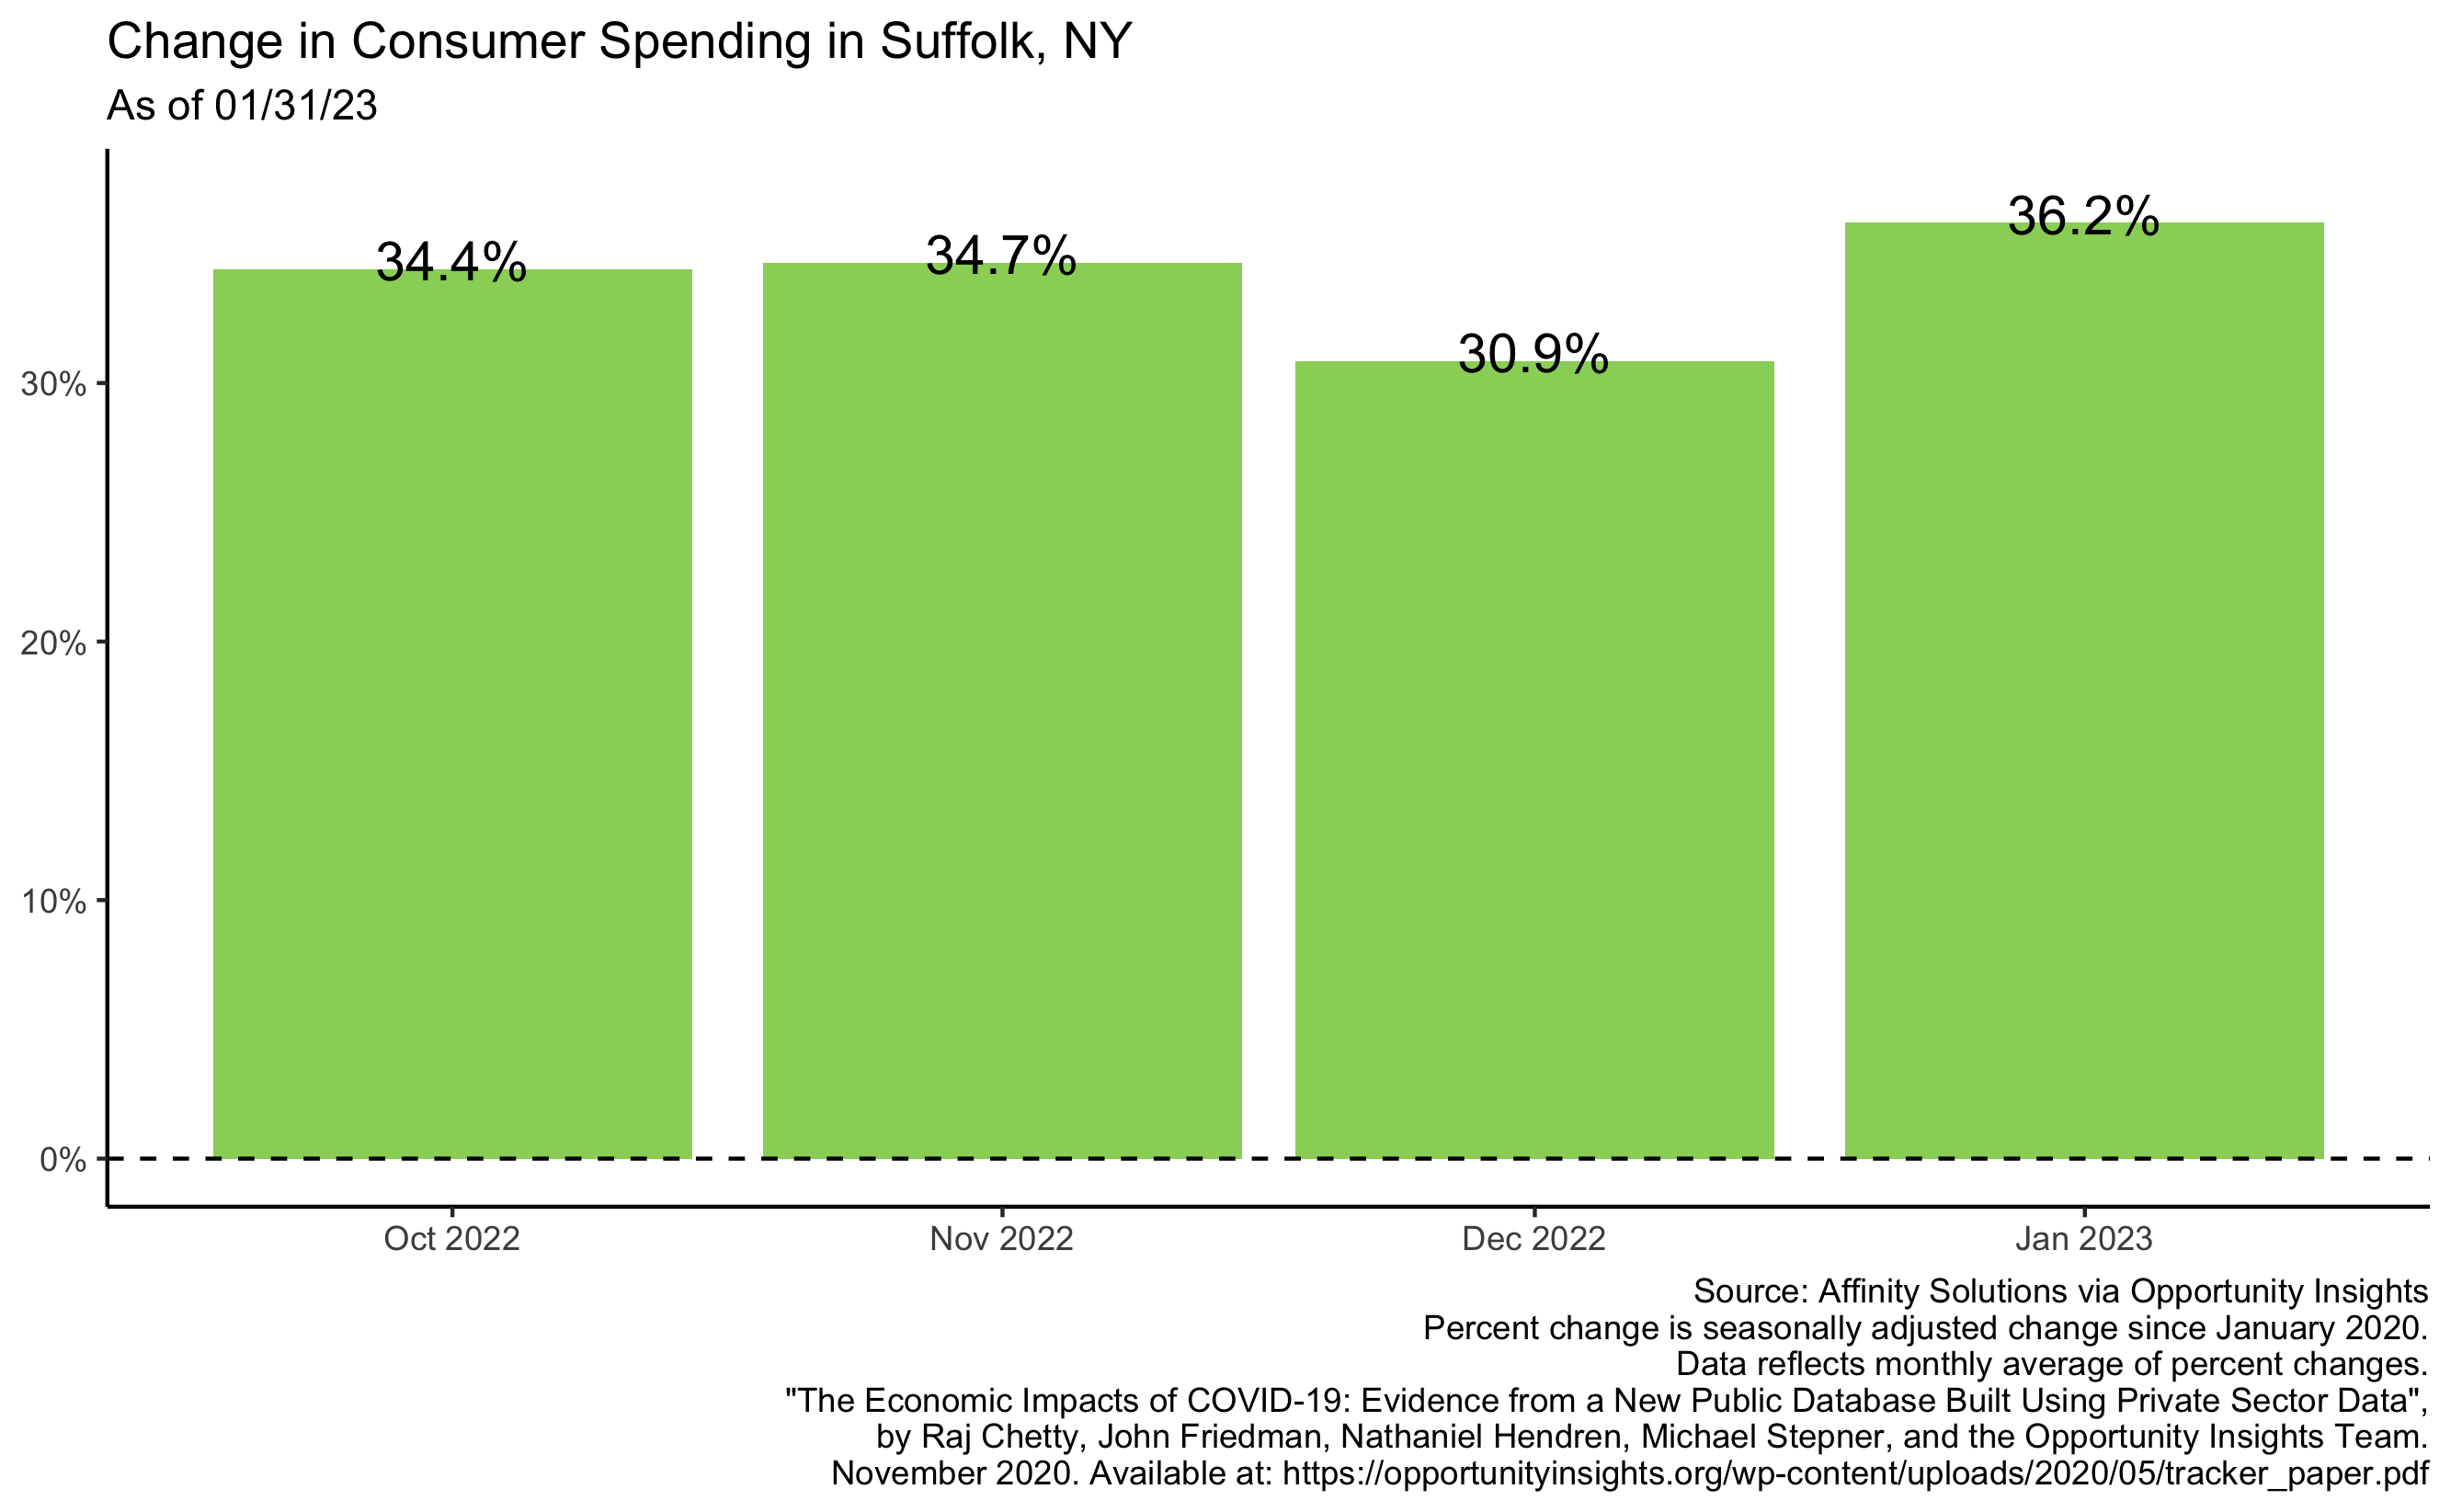 Change in Consumer Spending in Suffolk, NY
As of 01/31/23
34.4%
34.7%
30.9%
36.2%
30%
20%
10%
0%
Oct 2022
Nov 2022
Dec 2022
Jan 2023
Source: Affinity Solutions via Opportunity Insights
Percent change is seasonally adjusted change since January 2020.
Data reflects monthly average of percent changes.
"The Economic Impacts of COVID-19: Evidence from a New Public Database Built Using Private Sector Data",
by Raj Chetty, John Friedman, Nathaniel Hendren, Michael Stepner, and the Opportunity Insights Team.
November 2020. Available at: https://opportunityinsights.org/wp-content/uploads/2020/05/tracker_paper.pdf